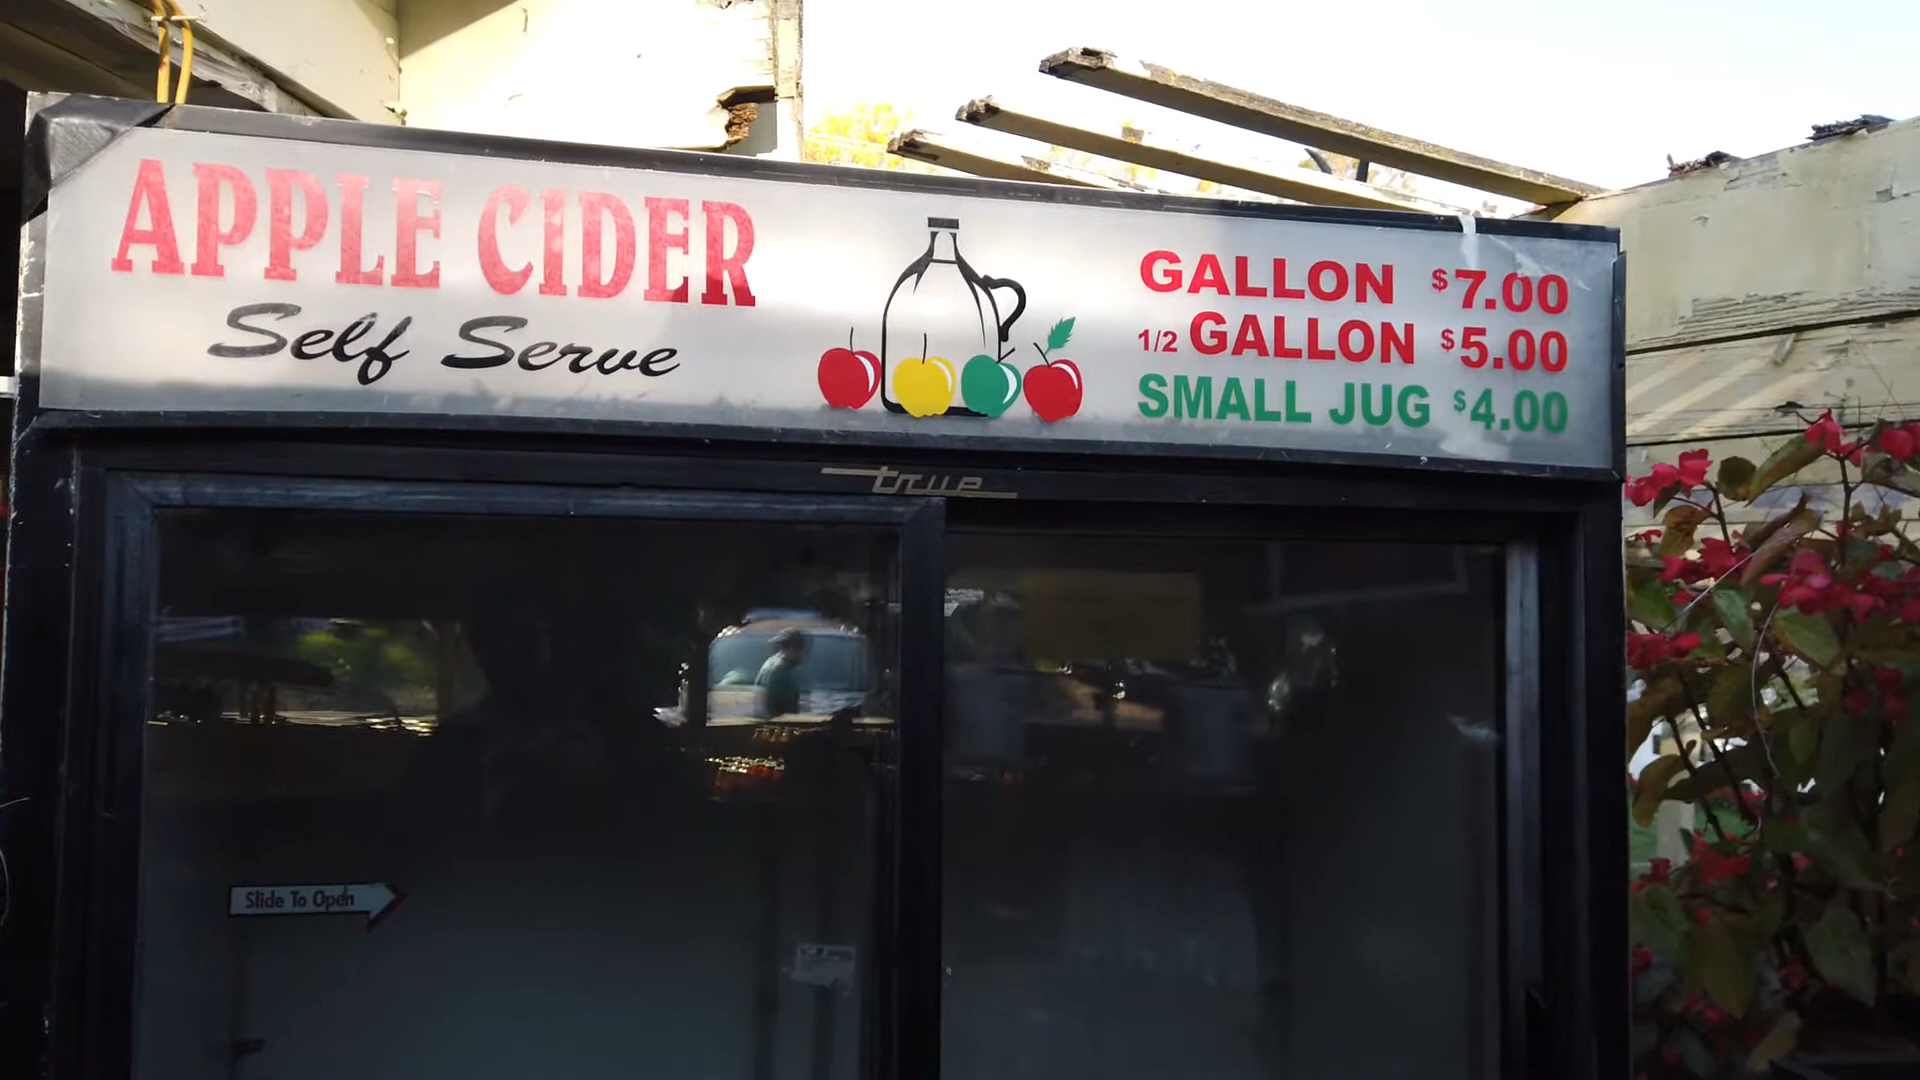 APPLE CIDER
Self Serve
GALLON $7.00
1/2 GALLON $5.00
SMALL JUG $4.00
true
Slide To Open